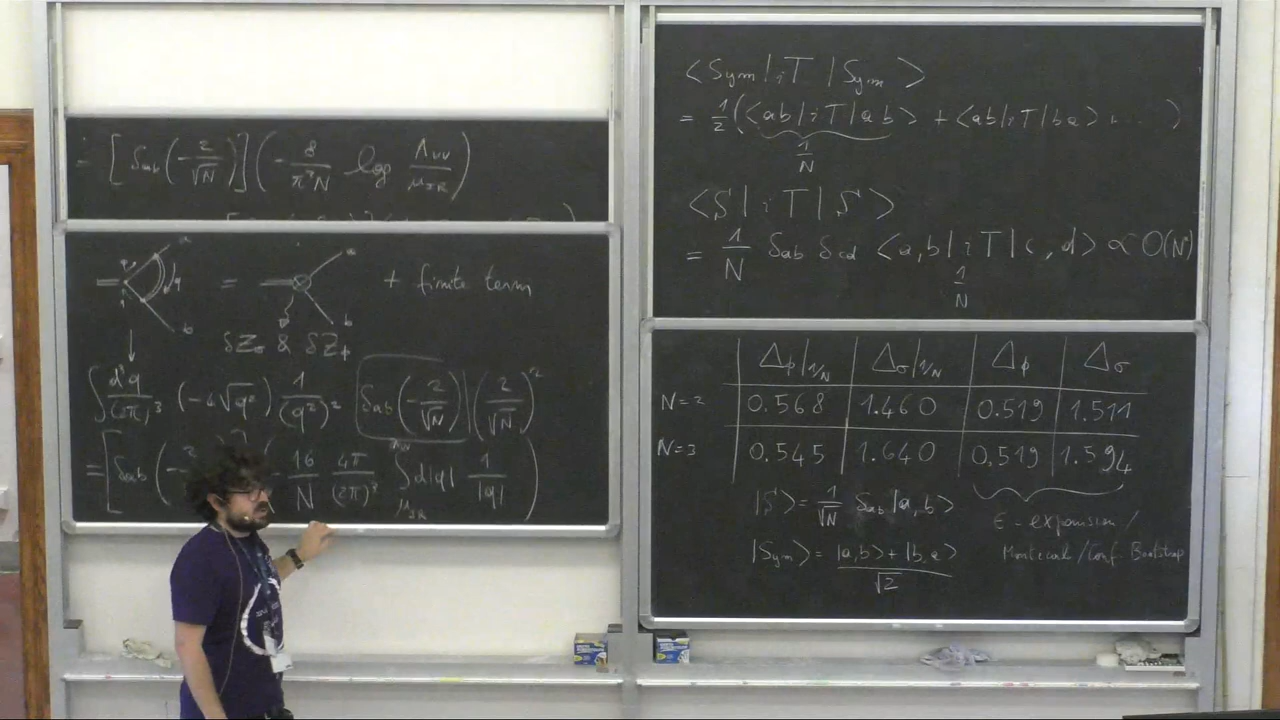 = [ δab (-2/√N) ] ( -8/π²N log Λ_UV/μ_IR )
a
q
b
= a b + finite term
δZσ & δZφ
∫ d³q/(2π)³ (-4√q²) 1/(q²)² δab (-2/√N) (2/√N)²
= [ δab (-2 -16/N 4π/(2π)³ ∫ d|q| 1/|q| )
< Sym | iT | Sym >
= 1/2 ( <ab| iT |ab> + <ab| iT |ba> + ... )
1/N
< S | iT | S >
= 1/N δab δcd < a,b | iT | c,d > ∝ O(N⁰)
1/N
Δφ|1/N Δσ|1/N Δφ Δσ
N=2 0.568 1.460 0.519 1.511
N=3 0.545 1.640 0,519 1.594
|S> = 1/√N δab |a,b>
ε-expansion/
|Sym> = |a,b> + |b,a> / √2
Montecarlo/Conf. Bootstrap